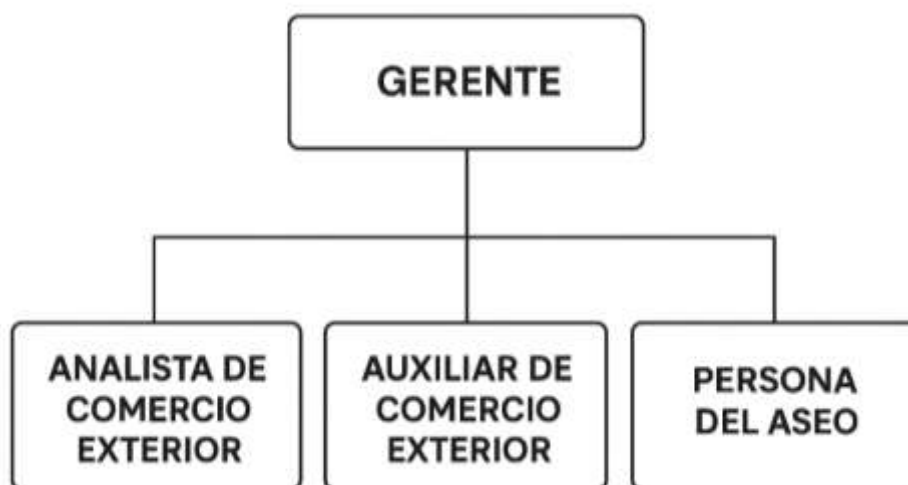 GERENTE
ANALISTA DE
COMERCIO
EXTERIOR
AUXILIAR DE
COMERCIO
EXTERIOR
PERSONA
DEL ASEO